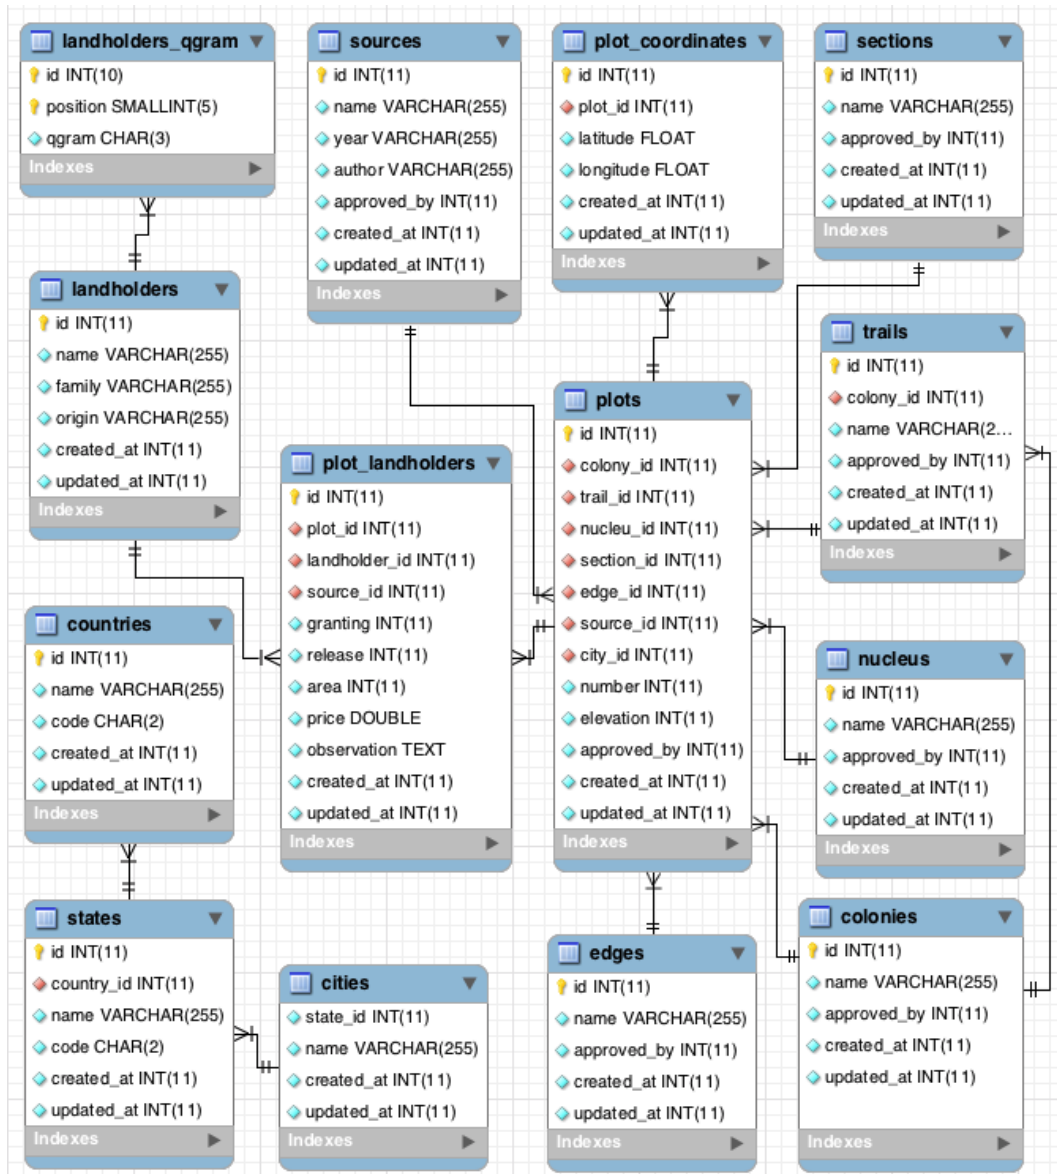 landholders_qgram
id INT(10)
position SMALLINT(5)
qgram CHAR(3)
Indexes
sources
id INT(11)
name VARCHAR(255)
year VARCHAR(255)
author VARCHAR(255)
approved_by INT(11)
created_at INT(11)
updated_at INT(11)
Indexes
plot_coordinates
id INT(11)
plot_id INT(11)
latitude FLOAT
longitude FLOAT
created_at INT(11)
updated_at INT(11)
Indexes
sections
id INT(11)
name VARCHAR(255)
approved_by INT(11)
created_at INT(11)
updated_at INT(11)
Indexes
landholders
id INT(11)
name VARCHAR(255)
family VARCHAR(255)
origin VARCHAR(255)
created_at INT(11)
updated_at INT(11)
Indexes
plot_landholders
id INT(11)
plot_id INT(11)
landholder_id INT(11)
source_id INT(11)
granting INT(11)
release INT(11)
area INT(11)
price DOUBLE
observation TEXT
created_at INT(11)
updated_at INT(11)
Indexes
plots
id INT(11)
colony_id INT(11)
trail_id INT(11)
nucleu_id INT(11)
section_id INT(11)
edge_id INT(11)
source_id INT(11)
city_id INT(11)
number INT(11)
elevation INT(11)
approved_by INT(11)
created_at INT(11)
updated_at INT(11)
Indexes
trails
id INT(11)
colony_id INT(11)
name VARCHAR(2...
approved_by INT(11)
created_at INT(11)
updated_at INT(11)
Indexes
countries
id INT(11)
name VARCHAR(255)
code CHAR(2)
created_at INT(11)
updated_at INT(11)
Indexes
nucleus
id INT(11)
name VARCHAR(255)
approved_by INT(11)
created_at INT(11)
updated_at INT(11)
Indexes
states
id INT(11)
country_id INT(11)
name VARCHAR(255)
code CHAR(2)
created_at INT(11)
updated_at INT(11)
Indexes
cities
state_id INT(11)
name VARCHAR(255)
created_at INT(11)
updated_at INT(11)
Indexes
edges
id INT(11)
name VARCHAR(255)
approved_by INT(11)
created_at INT(11)
updated_at INT(11)
Indexes
colonies
id INT(11)
name VARCHAR(255)
approved_by INT(11)
created_at INT(11)
updated_at INT(11)
Indexes